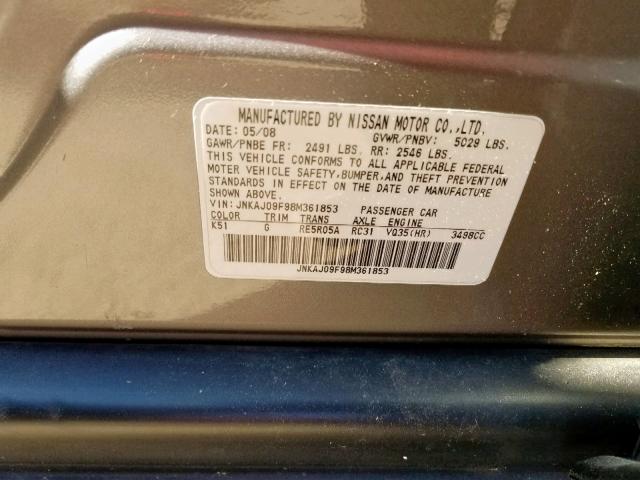 MANUFACTURED BY NISSAN MOTOR CO.,LTD.
DATE: 05/08 GVWR/PNBV: 5029 LBS.
GAWR/PNBE FR: 2491 LBS. RR: 2546 LBS.
THIS VEHICLE CONFORMS TO ALL APPLICABLE FEDERAL
MOTOR VEHICLE SAFETY,BUMPER,AND THEFT PREVENTION
STANDARDS IN EFFECT ON THE DATE OF MANUFACTURE
SHOWN ABOVE.
VIN: JNKAJ09F98M361853 PASSENGER CAR
COLOR TRIM TRANS AXLE ENGINE
K51 G RE5R05A RC31 VQ35(HR) 3498CC
JNKAJ09F98M361853